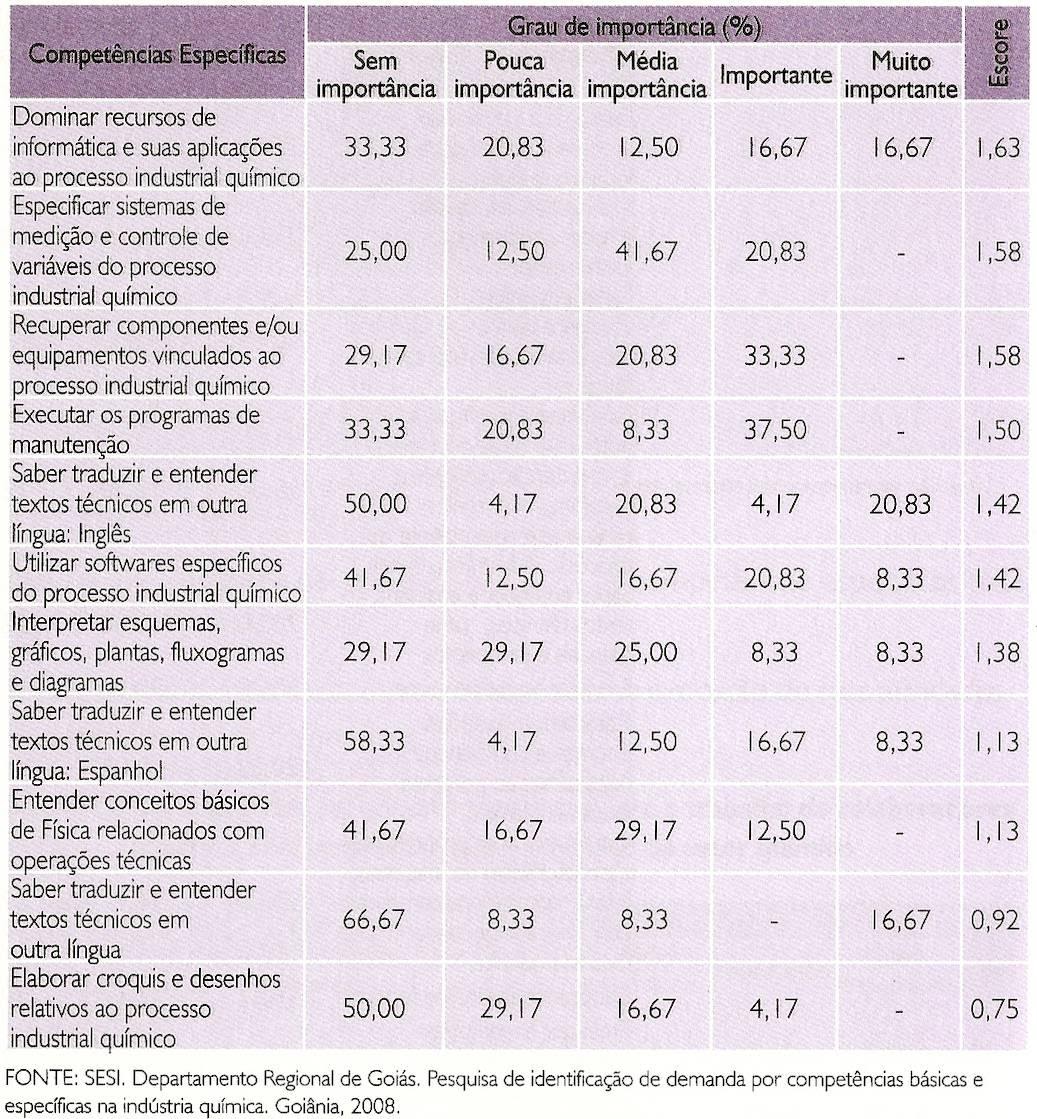 Competências Específicas
Grau de importância (%)
Escore
Sem importância
Pouca importância
Média importância
Importante
Muito importante
Dominar recursos de
informática e suas aplicações
ao processo industrial químico
33,33 20,83 12,50 16,67 16,67 1,63
Especificar sistemas de
medição e controle de
variáveis do processo
industrial químico
25,00 12,50 41,67 20,83 - 1,58
Recuperar componentes e/ou
equipamentos vinculados ao
processo industrial químico
29,17 16,67 20,83 33,33 - 1,58
Executar os programas de
manutenção
33,33 20,83 8,33 37,50 - 1,50
Saber traduzir e entender
textos técnicos em outra
língua: Inglês
50,00 4,17 20,83 4,17 20,83 1,42
Utilizar softwares específicos
do processo industrial químico
41,67 12,50 16,67 20,83 8,33 1,42
Interpretar esquemas,
gráficos, plantas, fluxogramas
e diagramas
29,17 29,17 25,00 8,33 8,33 1,38
Saber traduzir e entender
textos técnicos em outra
língua: Espanhol
58,33 4,17 12,50 16,67 8,33 1,13
Entender conceitos básicos
de Física relacionados com
operações técnicas
41,67 16,67 29,17 12,50 - 1,13
Saber traduzir e entender
textos técnicos em
outra língua
66,67 8,33 8,33 - 16,67 0,92
Elaborar croquis e desenhos
relativos ao processo
industrial químico
50,00 29,17 16,67 4,17 - 0,75
FONTE: SESI. Departamento Regional de Goiás. Pesquisa de identificação de demanda por competências básicas e
específicas na indústria química. Goiânia, 2008.